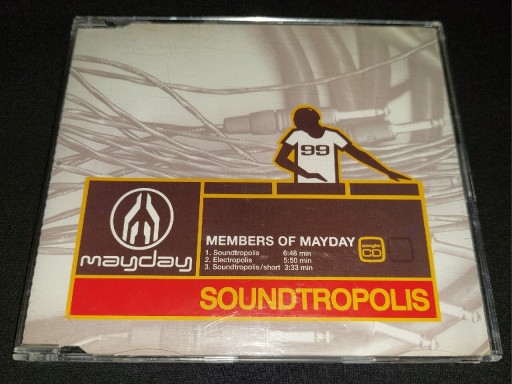 99
mayday
MEMBERS OF MAYDAY
1. Soundtropolis 6:48 min
2. Electropolis 5:50 min
3. Soundtropolis/short 3:33 min
CD
SOUNDTROPOLIS